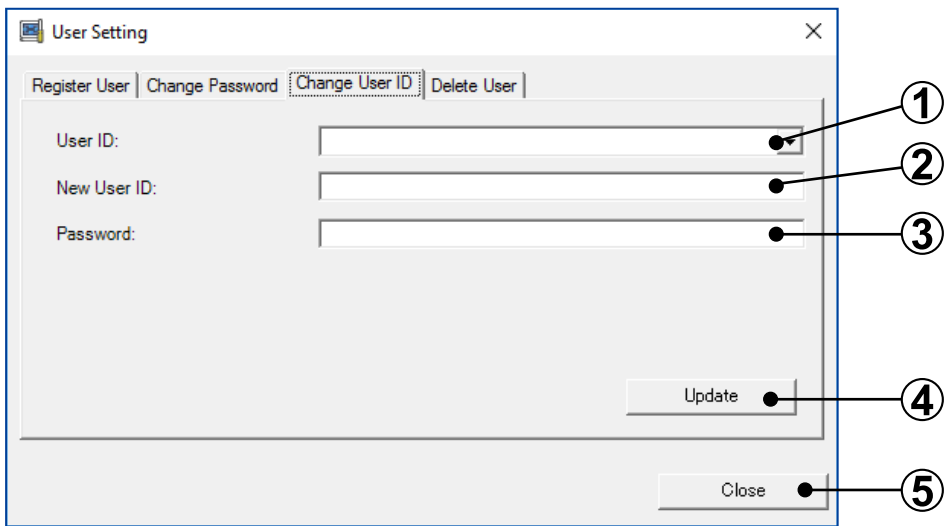 User Setting
Register User Change Password Change User ID Delete User
User ID: 1
New User ID: 2
Password: 3
Update 4
Close 5